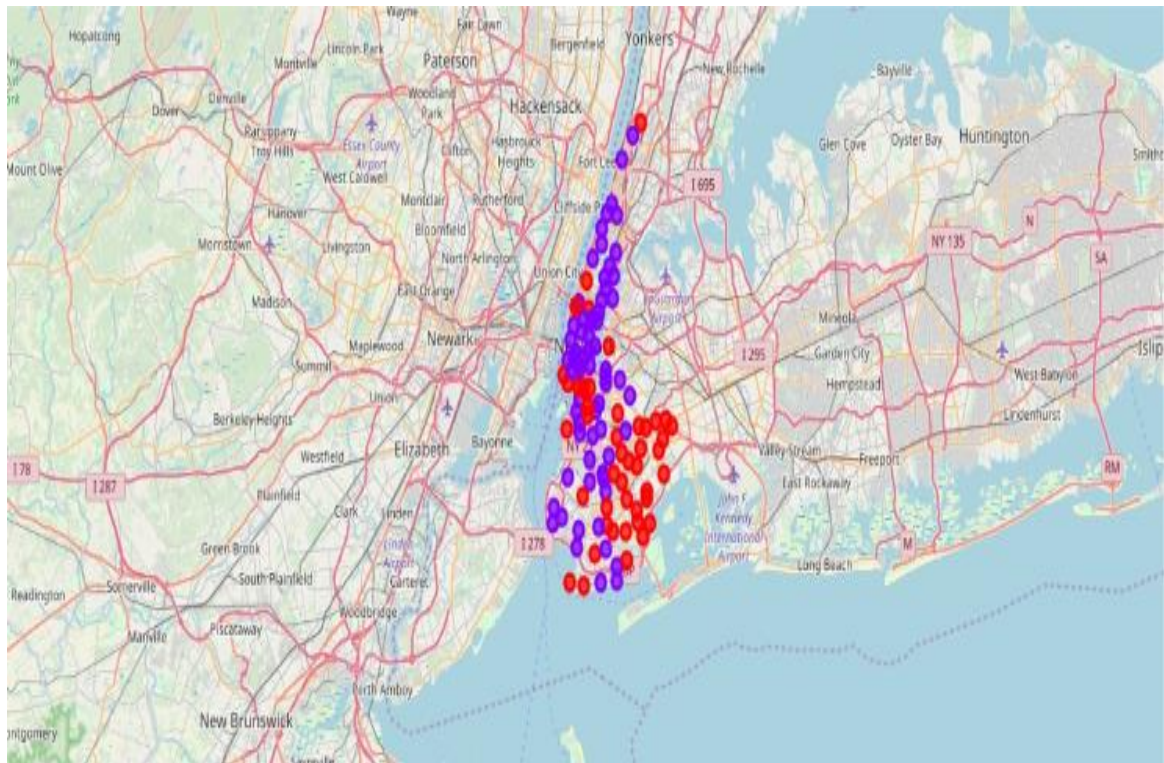 Wayne
Fair Lawn
Hopatcong
Bergenfield
Yonkers
Lincoln Park
Montville
Paterson
New Rochelle
Bayville
Denville
Woodland
Park
Hackensack
Dover
Parsippany
Troy Hills
Essex County
Airport
Clifton
Hasbrouck
Heights
Fort Lee
Glen Cove
Oyster Bay
Huntington
Mount Olive
West Caldwell
I 695
Montclair
Rutherford
Hanover
Bloomfield
N
Morristown
Livingston
North Arlington
NY 135
SA
Union City
East Orange
Madison
Airport
Mineola
Newark
Maplewood
Summit
I 295
Garden City
Islip
Hempstead
West Babylon
Union
Berkeley Heights
Lindenhurst
Elizabeth
Bayonne
Valley Stream
Freeport
I 78
Westfield
I 287
RM
East Rockaway
Plainfield
John F.
Kennedy
International
Airport
Clark
Linden
I 278
Linden
Airport
M
Green Brook
Long Beach
South Plainfield
Carteret
Somerville
Readington
Woodbridge
Piscataway
Manville
Perth Amboy
New Brunswick